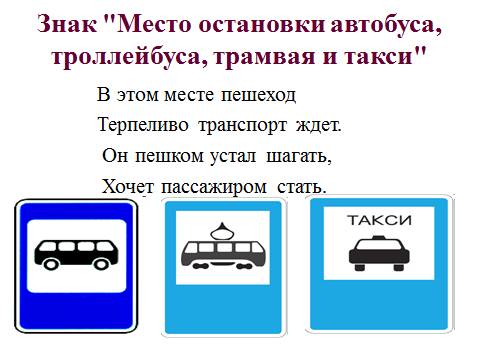 Знак "Место остановки автобуса,
троллейбуса, трамвая и такси"
В этом месте пешеход
Терпеливо транспорт ждет.
Он пешком устал шагать,
Хочет пассажиром стать.
ТАКСИ